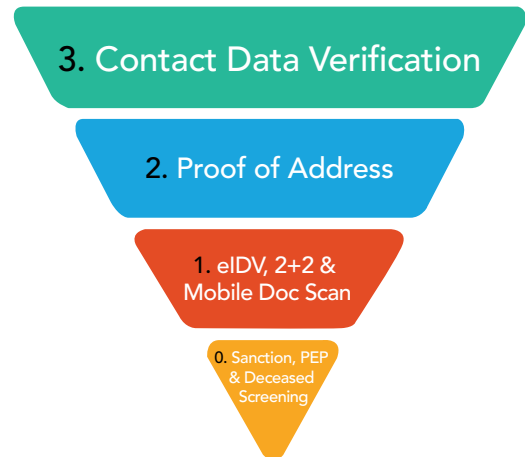 3. Contact Data Verification
2. Proof of Address
1. eIDV, 2+2 &
Mobile Doc Scan
0. Sanction, PEP
& Deceased
Screening